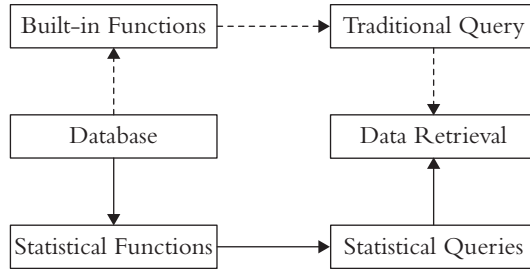 Built-in Functions
Traditional Query
Database
Data Retrieval
Statistical Functions
Statistical Queries